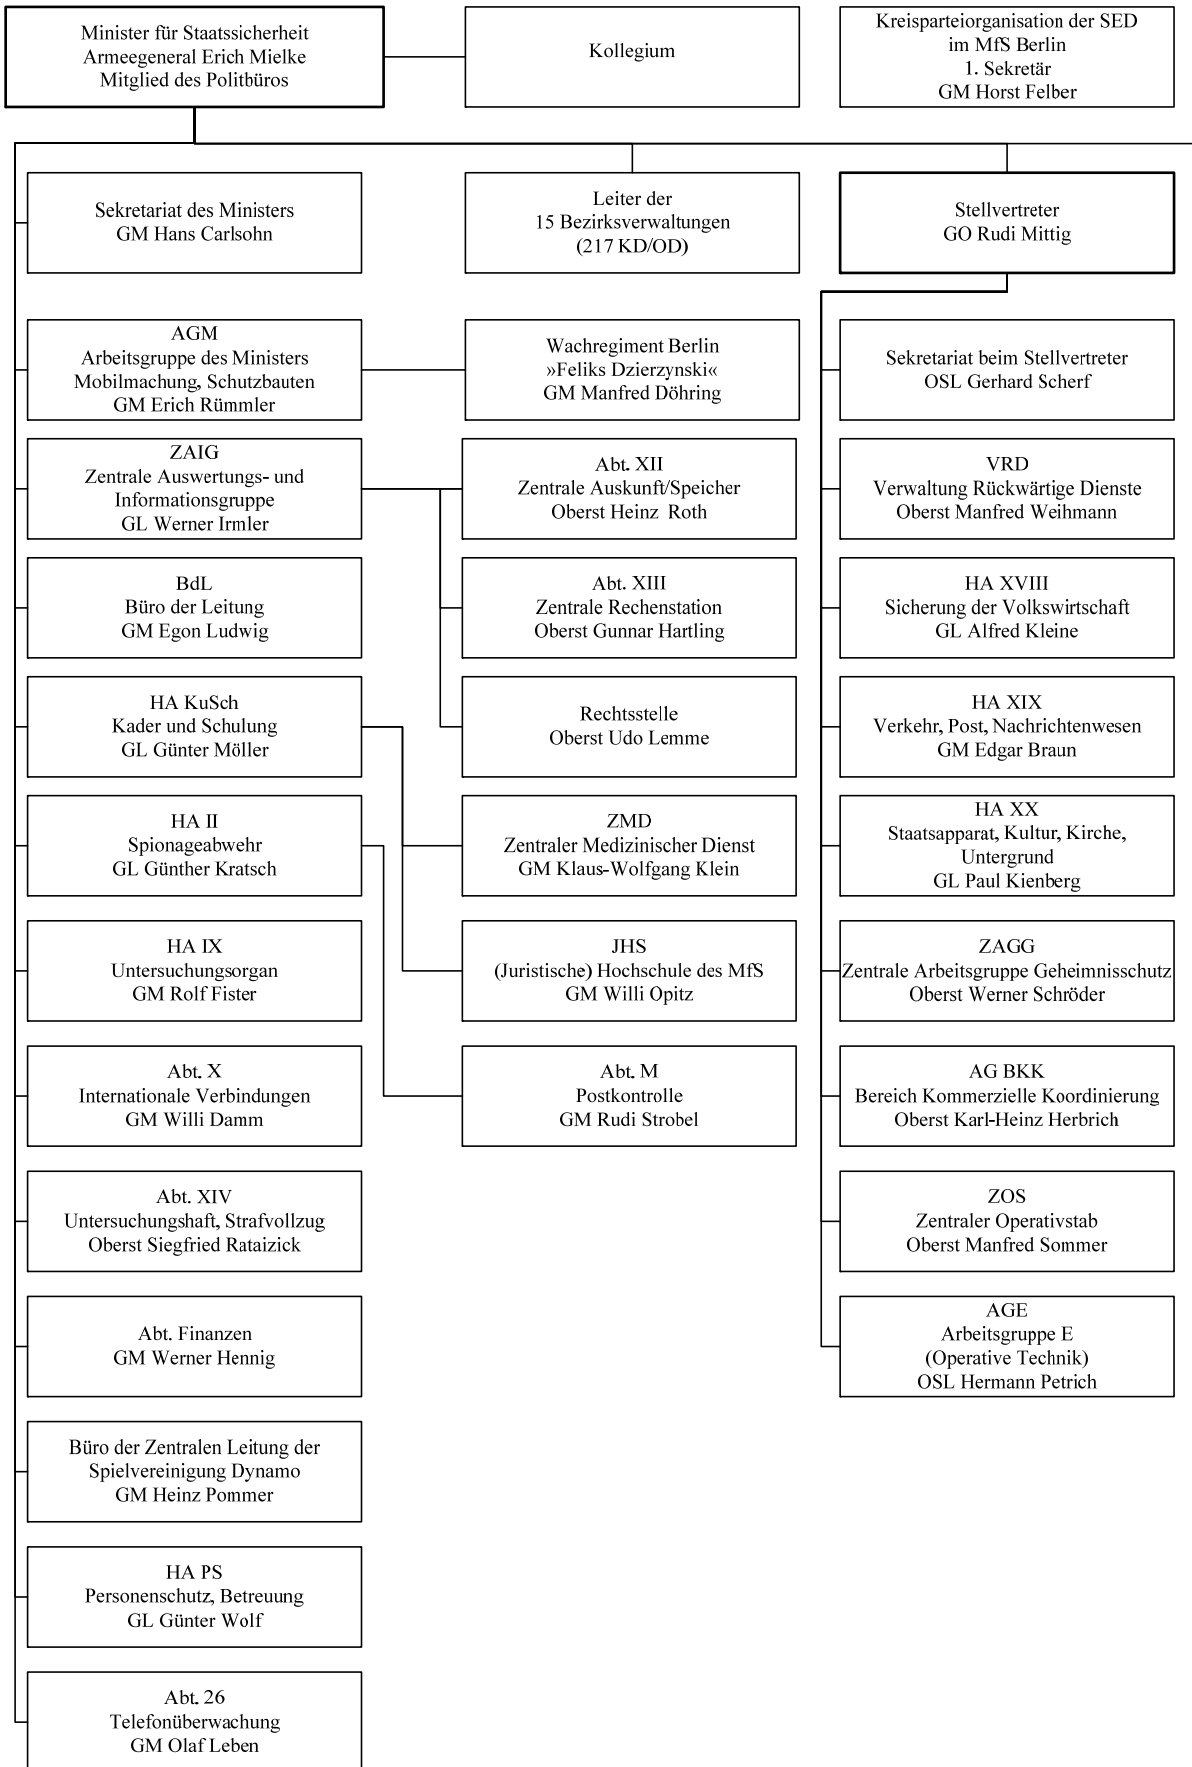 Minister für Staatssicherheit
Armeegeneral Erich Mielke
Mitglied des Politbüros
Kollegium
Kreisparteiorganisation der SED
im MfS Berlin
1. Sekretär
GM Horst Felber
Sekretariat des Ministers
GM Hans Carlsohn
Leiter der
15 Bezirksverwaltungen
(217 KD/OD)
Stellvertreter
GO Rudi Mittig
AGM
Arbeitsgruppe des Ministers
Mobilmachung, Schutzbauten
GM Erich Rümmler
Wachregiment Berlin
»Feliks Dzierzynski«
GM Manfred Döhring
Sekretariat beim Stellvertreter
OSL Gerhard Scherf
ZAIG
Zentrale Auswertungs- und
Informationsgruppe
GL Werner Irmler
Abt. XII
Zentrale Auskunft/Speicher
Oberst Heinz Roth
VRD
Verwaltung Rückwärtige Dienste
Oberst Manfred Weihmann
BdL
Büro der Leitung
GM Egon Ludwig
Abt. XIII
Zentrale Rechenstation
Oberst Gunnar Hartling
HA XVIII
Sicherung der Volkswirtschaft
GL Alfred Kleine
HA KuSch
Kader und Schulung
GL Günter Möller
Rechtsstelle
Oberst Udo Lemme
HA XIX
Verkehr, Post, Nachrichtenwesen
GM Edgar Braun
HA II
Spionageabwehr
GL Günther Kratsch
ZMD
Zentraler Medizinischer Dienst
GM Klaus-Wolfgang Klein
HA XX
Staatsapparat, Kultur, Kirche,
Untergrund
GL Paul Kienberg
HA IX
Untersuchungsorgan
GM Rolf Fister
JHS
(Juristische) Hochschule des MfS
GM Willi Opitz
ZAGG
Zentrale Arbeitsgruppe Geheimnisschutz
Oberst Werner Schröder
Abt. X
Internationale Verbindungen
GM Willi Damm
Abt. M
Postkontrolle
GM Rudi Strobel
AG BKK
Bereich Kommerzielle Koordinierung
Oberst Karl-Heinz Herbrich
Abt. XIV
Untersuchungshaft, Strafvollzug
Oberst Siegfried Rataizick
ZOS
Zentraler Operativstab
Oberst Manfred Sommer
Abt. Finanzen
GM Werner Hennig
AGE
Arbeitsgruppe E
(Operative Technik)
OSL Hermann Petrich
Büro der Zentralen Leitung der
Spielvereinigung Dynamo
GM Heinz Pommer
HA PS
Personenschutz, Betreuung
GL Günter Wolf
Abt. 26
Telefonüberwachung
GM Olaf Leben